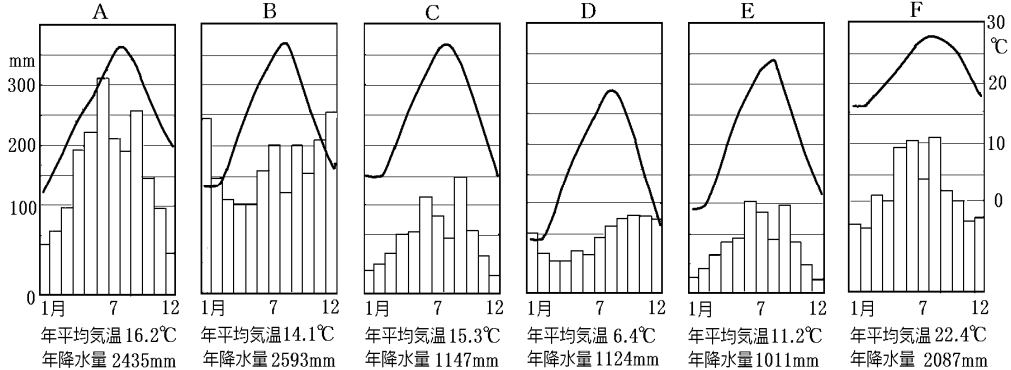 A B C D E F
30
℃
mm
300
20
200
10
100
0
0
1月 7 12
1月 7 12
1月 7 12
1月 7 12
1月 7 12
1月 7 12
年平均気温 16.2℃
年降水量 2435mm
年平均気温 14.1℃
年降水量 2593mm
年平均気温 15.3℃
年降水量 1147mm
年平均気温 6.4℃
年降水量 1124mm
年平均気温 11.2℃
年降水量 1011mm
年平均気温 22.4℃
年降水量 2087mm